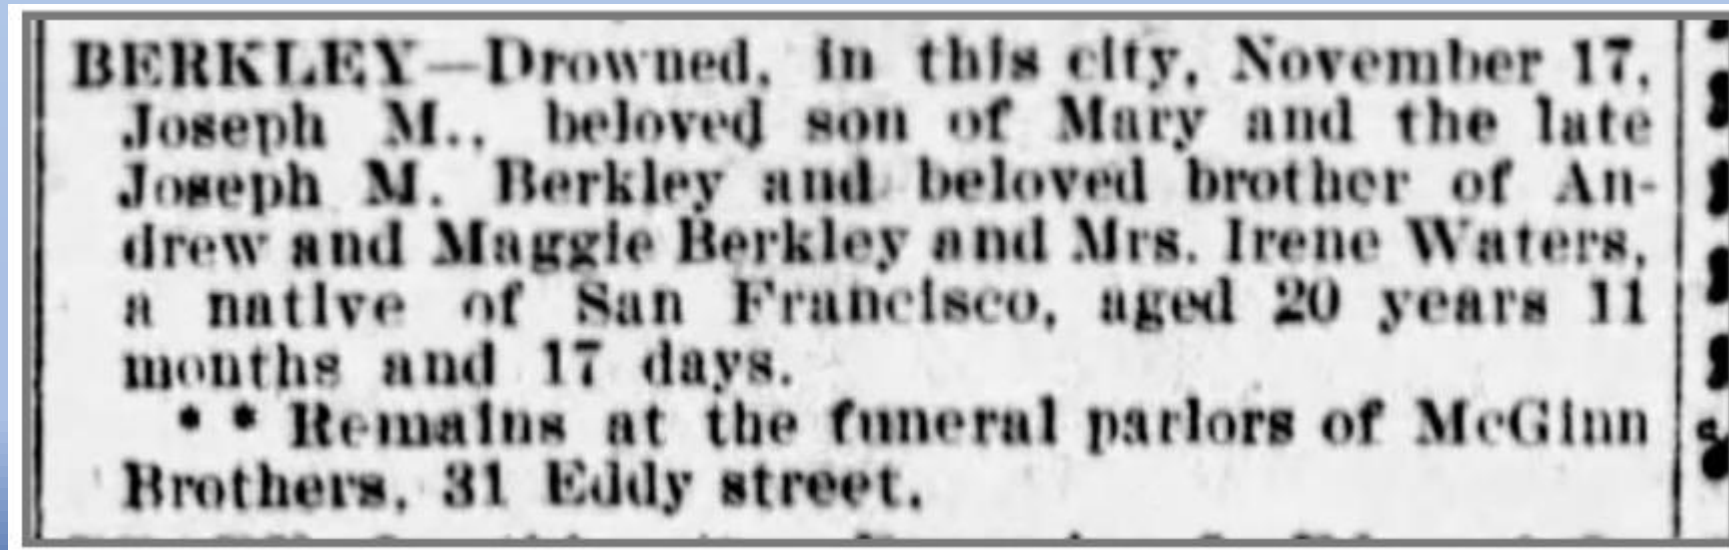 BERKLEY—Drowned, in this city, November 17,
Joseph M., beloved son of Mary and the late
Joseph M. Berkley and beloved brother of An-
drew and Maggie Berkley and Mrs. Irene Waters,
a native of San Francisco, aged 20 years 11
months and 17 days.
* * Remains at the funeral parlors of McGinn
Brothers, 31 Eddy street.